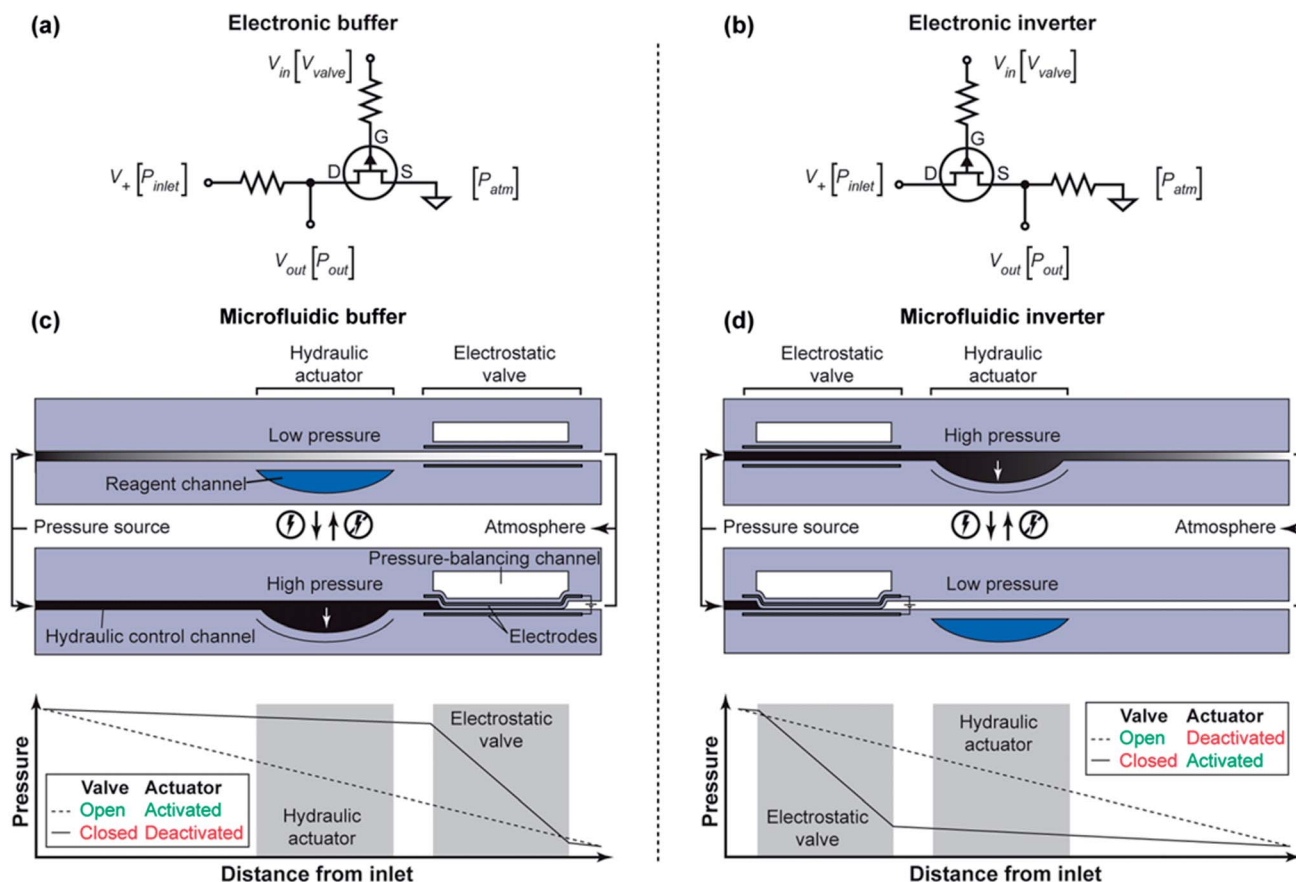 (a) Electronic buffer
V_in [V_valve]
G
D S
V_+ [P_inlet]
[P_atm]
V_out [P_out]
(b) Electronic inverter
V_in [V_valve]
G
D S
V_+ [P_inlet]
[P_atm]
V_out [P_out]
(c) Microfluidic buffer
Hydraulic
actuator
Electrostatic
valve
Low pressure
Reagent channel
Pressure source
Atmosphere
Pressure-balancing channel
High pressure
Hydraulic control channel
Electrodes
Pressure
Electrostatic
valve
Valve Actuator
Open Activated
Closed Deactivated
Hydraulic
actuator
Distance from inlet
(d) Microfluidic inverter
Electrostatic
valve
Hydraulic
actuator
High pressure
Pressure source
Atmosphere
Low pressure
Pressure
Hydraulic
actuator
Valve Actuator
Open Deactivated
Closed Activated
Electrostatic
valve
Distance from inlet